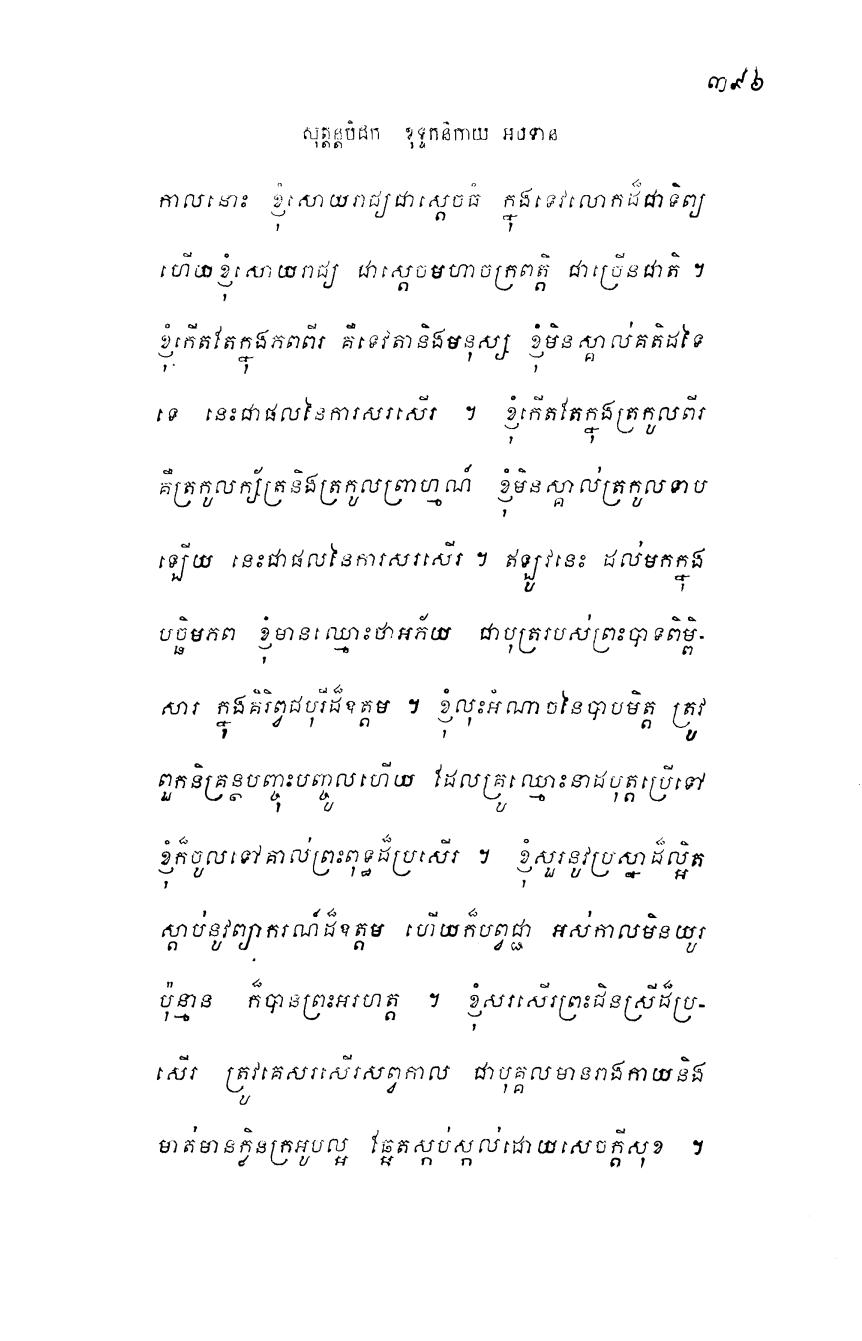 ៣៩៦
សុត្តន្តបិដក ខុទ្ទកនិកាយ អបទាន
កាលនោះ ខ្ញុំសោយរាជ្យជាស្តេចធំ ក្នុងទេវលោកដ៏ជាទិព្យ
ហើយខ្ញុំសោយរាជ្យ ជាស្តេចមហាចក្រពត្តិ ជាច្រើនជាតិ ។
ខ្ញុំកើតតែក្នុងភពពីរ គឺទេវតានិងមនុស្ស ខ្ញុំមិនស្គាល់គតិដទៃ
ទេ នេះជាផលនៃការសរសើរ ។ ខ្ញុំកើតតែក្នុងត្រកូលពីរ
គឺត្រកូលក្ស័ត្រនិងត្រកូលព្រាហ្មណ៍ ខ្ញុំមិនស្គាល់ត្រកូលទាប
ឡើយ នេះជាផលនៃការសរសើរ ។ ឥឡូវនេះ ដល់មកក្នុង
បច្ឆិមភព ខ្ញុំមានឈ្មោះថាអភ័យ ជាបុត្ររបស់ព្រះបាទពិម្ពិ-
សារ ក្នុងគិរិព្វជបុរីដ៏ឧត្តម ។ ខ្ញុំលុះអំណាចនៃបាបមិត្ត ត្រូវ
ពួកនិគ្រន្ថបញ្ចុះបញ្ចូលហើយ ដែលគ្រូឈ្មោះនាដបុត្តប្រើទៅ
ខ្ញុំក៏ចូលទៅគាល់ព្រះពុទ្ធដ៏ប្រសើរ ។ ខ្ញុំសួរនូវប្រស្នាដ៏ល្អិត
ស្តាប់នូវព្យាករណ៍ដ៏ឧត្តម ហើយក៏បព្វជ្ជា អស់កាលមិនយូរ
ប៉ុន្មាន ក៏បានព្រះអរហត្ត ។ ខ្ញុំសរសើរព្រះជិនស្រីដ៏ប្រ-
សើរ ត្រូវគេសរសើរសព្វកាល ជាបុគ្គលមានរាងកាយនិង
មាត់មានក្លិនក្រអូបល្អ ឆ្អែតស្កប់ស្កល់ដោយសេចក្តីសុខ ។